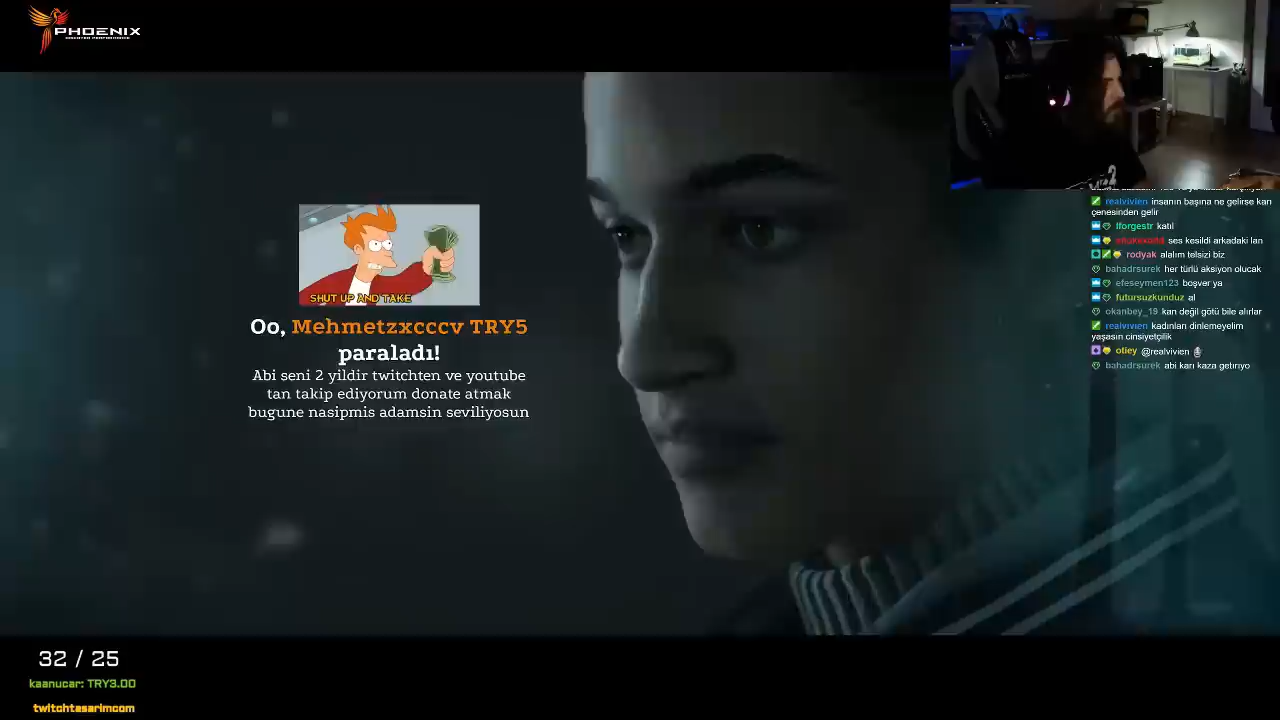 PHOENIX
SHUT UP AND TAKE
Oo, Mehmetzxcccv TRY5
paraladı!
Abi seni 2 yildir twitchten ve youtube
tan takip ediyorum donate atmak
bugune nasipmis adamsin seviliyosun
realvivien insanın başına ne gelirse karı
çenesinden gelir
lforgestr katıl
ses kesildi arkadaki lan
rodyak alalım telsizi biz
bahadrsurek her türlü aksiyon olucak
efeseymen123 boşver ya
futursuzkunduz al
okanbey_19 kan değil götü bile alırlar
realvivien kadınları dinlemeyelim
yaşasın cinsiyetçilik
otiey @realvivien
bahadrsurek abi karı kaza getırıyo
32 / 25
kaanucar: TRY3.00
twitchtasarimcom